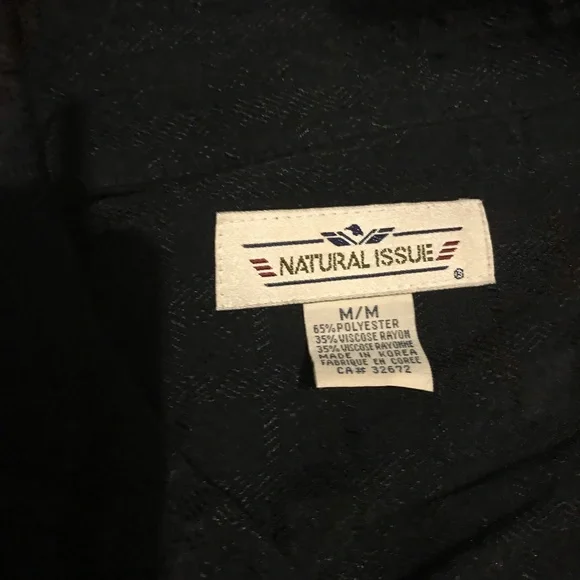 NATURAL ISSUE
®
M/M
65% POLYESTER
35% VISCOSE RAYON
35% VISCOSE RAYONNE
MADE IN KOREA
FABRIQUE EN COREE
CA# 32672